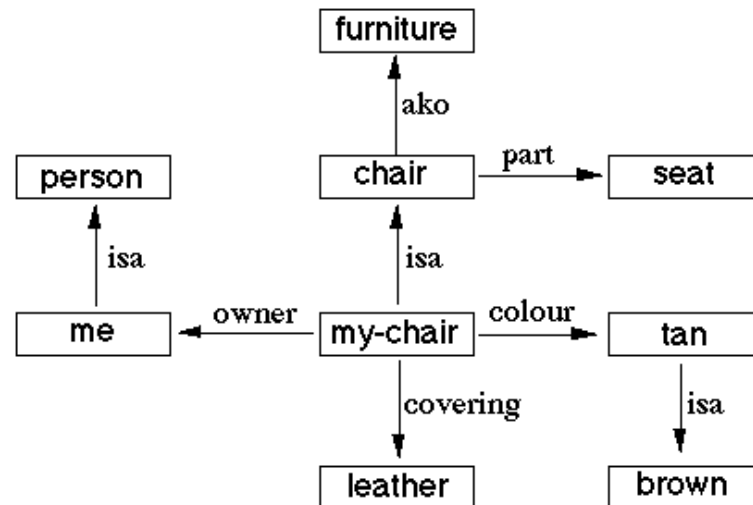 furniture
ako
person
chair
part
seat
isa
isa
me
owner
my-chair
colour
tan
covering
isa
leather
brown